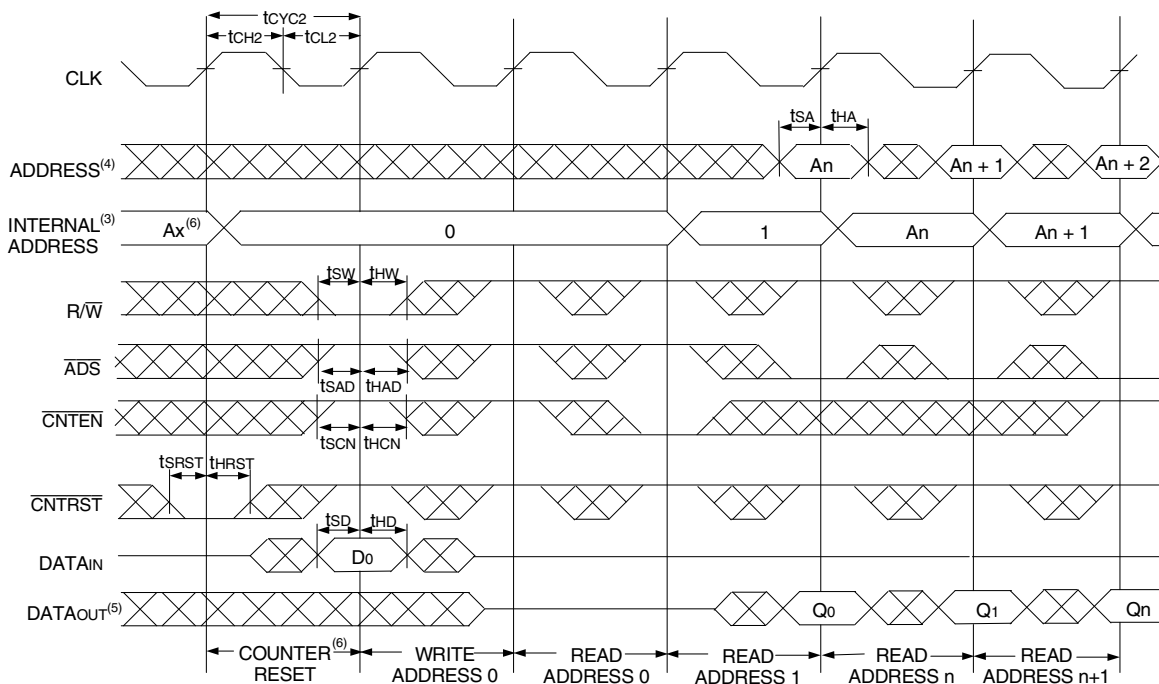 tCYC2
tCH2 tCL2
CLK
tSA tHA
ADDRESS(4) An An + 1 An + 2
INTERNAL(3) ADDRESS Ax(6) 0 1 An An + 1
tSW tHW
R/W̅
A̅D̅S̅
tSAD tHAD
C̅N̅T̅E̅N̅
tSCN tHCN
tSRST tHRST
C̅N̅T̅R̅S̅T̅
tSD tHD
DATAIN D0
DATAOUT(5) Q0 Q1 Qn
COUNTER(6) RESET WRITE ADDRESS 0 READ ADDRESS 0 READ ADDRESS 1 READ ADDRESS n READ ADDRESS n+1